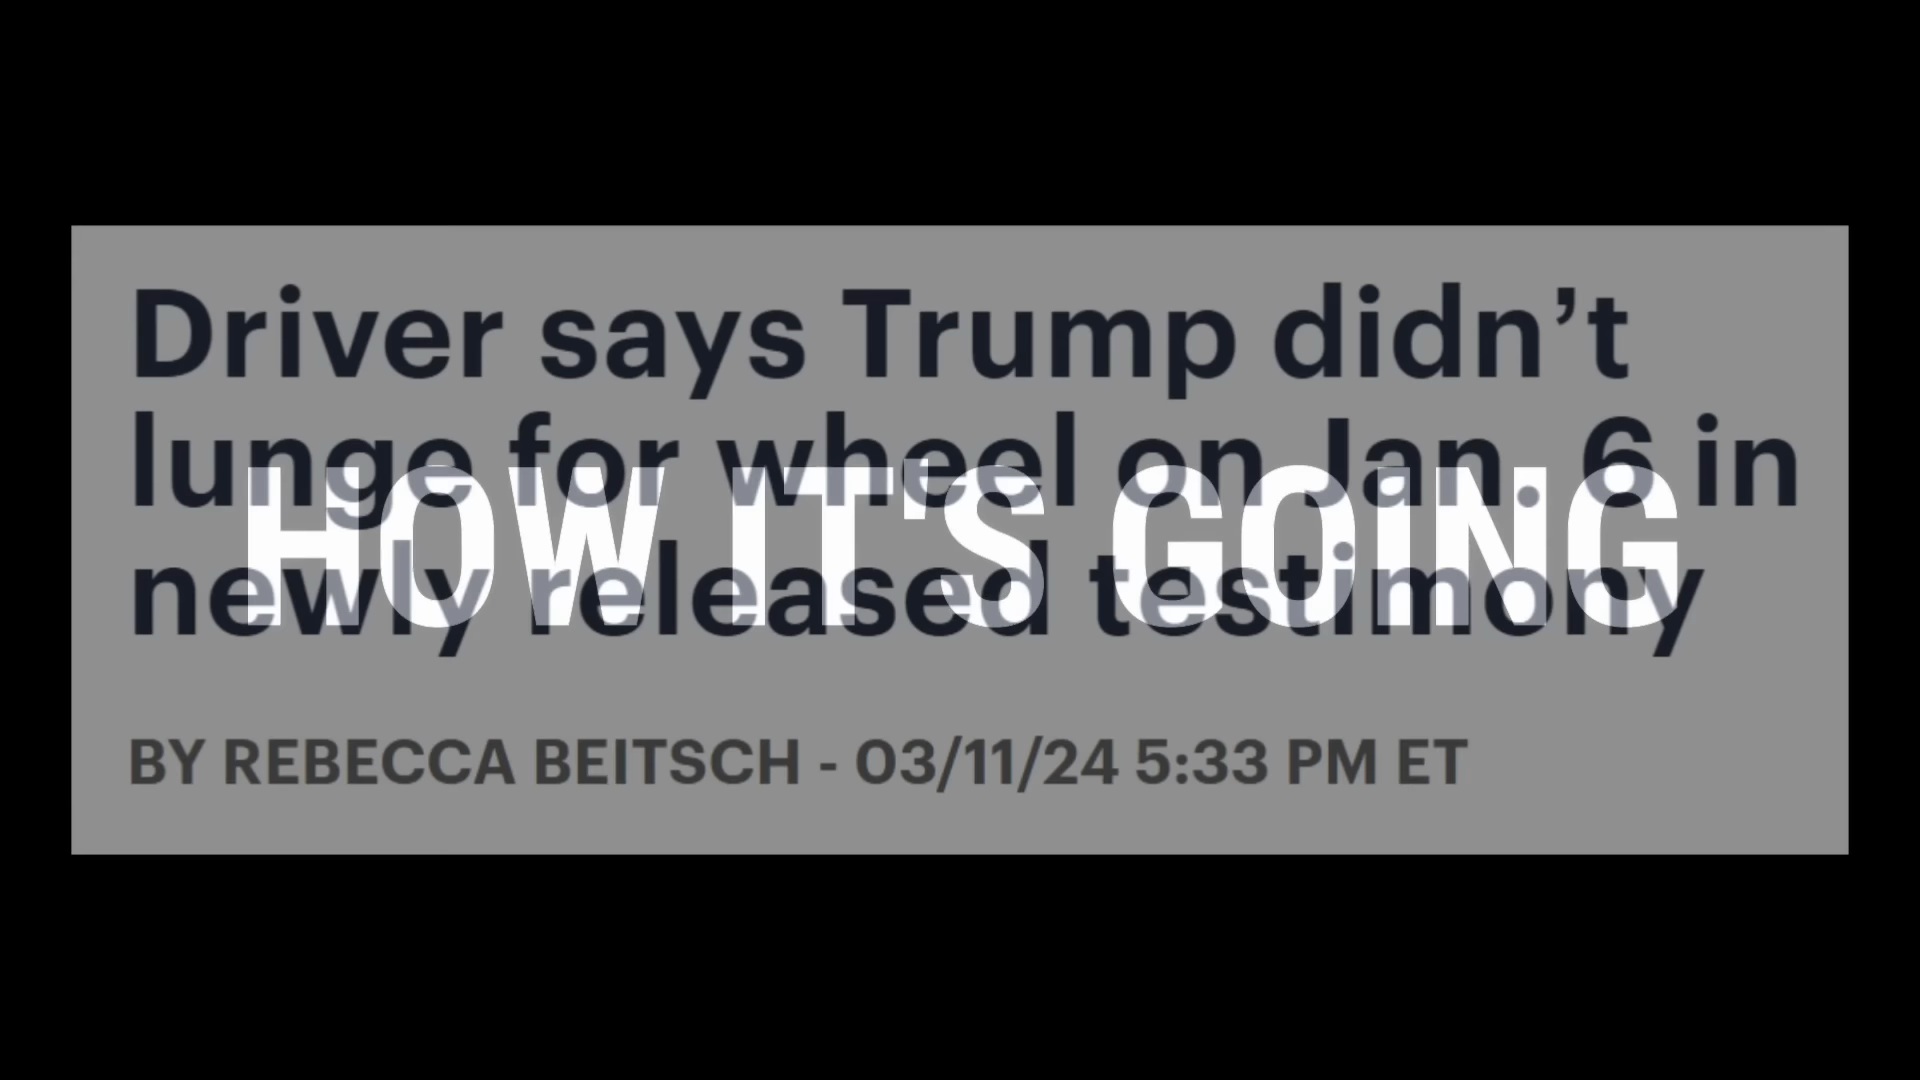 Driver says Trump didn't
lunge for wheel on Jan. 6 in
HOW IT'S GOING
newly released testimony
BY REBECCA BEITSCH - 03/11/24 5:33 PM ET